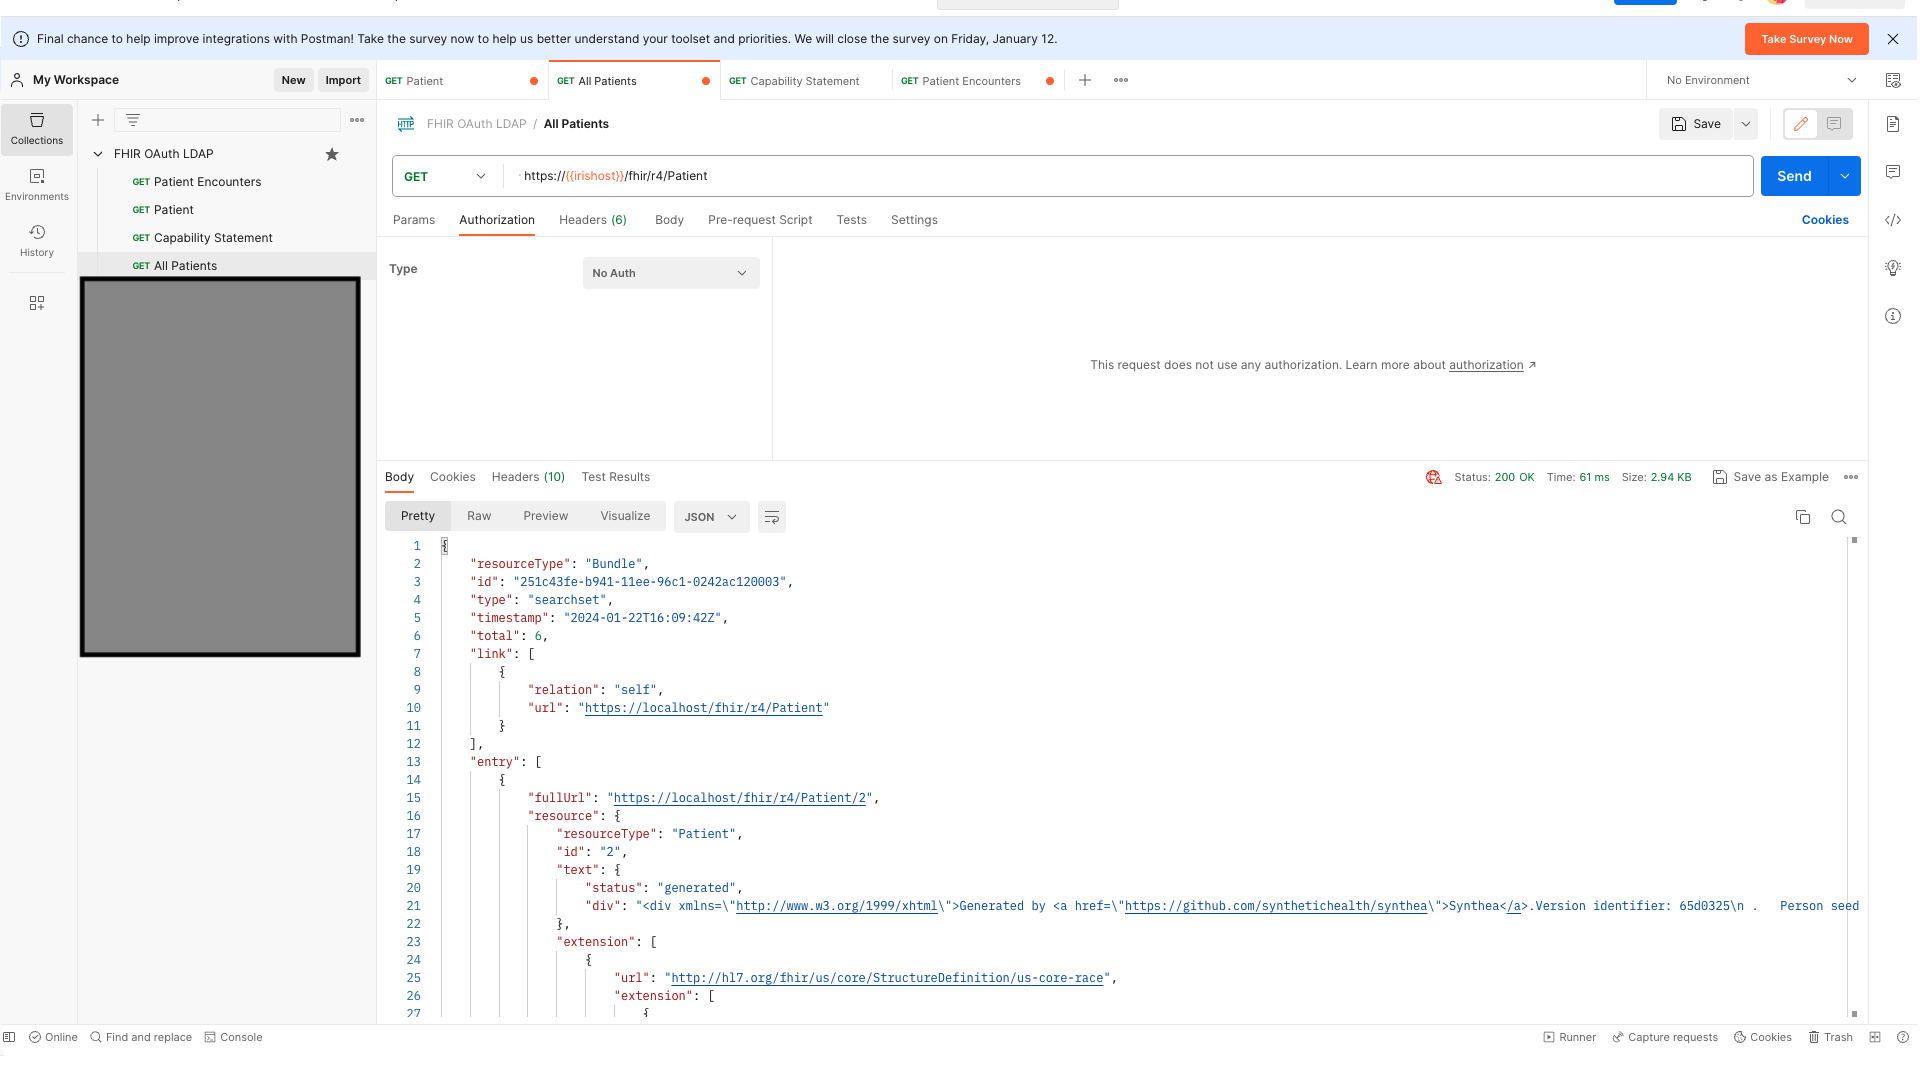 Final chance to help improve integrations with Postman! Take the survey now to help us better understand your toolset and priorities. We will close the survey on Friday, January 12.
Take Survey Now
My Workspace
New
Import
GET Patient
GET All Patients
GET Capability Statement
GET Patient Encounters
No Environment
Collections
Environments
History
FHIR OAuth LDAP
GET Patient Encounters
GET Patient
GET Capability Statement
GET All Patients
HTTP
FHIR OAuth LDAP / All Patients
Save
GET
https://{{irishost}}/fhir/r4/Patient
Send
Params
Authorization
Headers (6)
Body
Pre-request Script
Tests
Settings
Cookies
Type
No Auth
This request does not use any authorization. Learn more about authorization ↗
Body
Cookies
Headers (10)
Test Results
Status: 200 OK
Time: 61 ms
Size: 2.94 KB
Save as Example
Pretty
Raw
Preview
Visualize
JSON
1 {
2 "resourceType": "Bundle",
3 "id": "251c43fe-b941-11ee-96c1-0242ac120003",
4 "type": "searchset",
5 "timestamp": "2024-01-22T16:09:42Z",
6 "total": 6,
7 "link": [
8 {
9 "relation": "self",
10 "url": "https://localhost/fhir/r4/Patient"
11 }
12 ],
13 "entry": [
14 {
15 "fullUrl": "https://localhost/fhir/r4/Patient/2",
16 "resource": {
17 "resourceType": "Patient",
18 "id": "2",
19 "text": {
20 "status": "generated",
21 "div": "<div xmlns=\"http://www.w3.org/1999/xhtml\">Generated by <a href=\"https://github.com/synthetichealth/synthea\">Synthea</a>.Version identifier: 65d0325\n .   Person seed
22 },
23 "extension": [
24 {
25 "url": "http://hl7.org/fhir/us/core/StructureDefinition/us-core-race",
26 "extension": [
27 {
Online
Find and replace
Console
Runner
Capture requests
Cookies
Trash